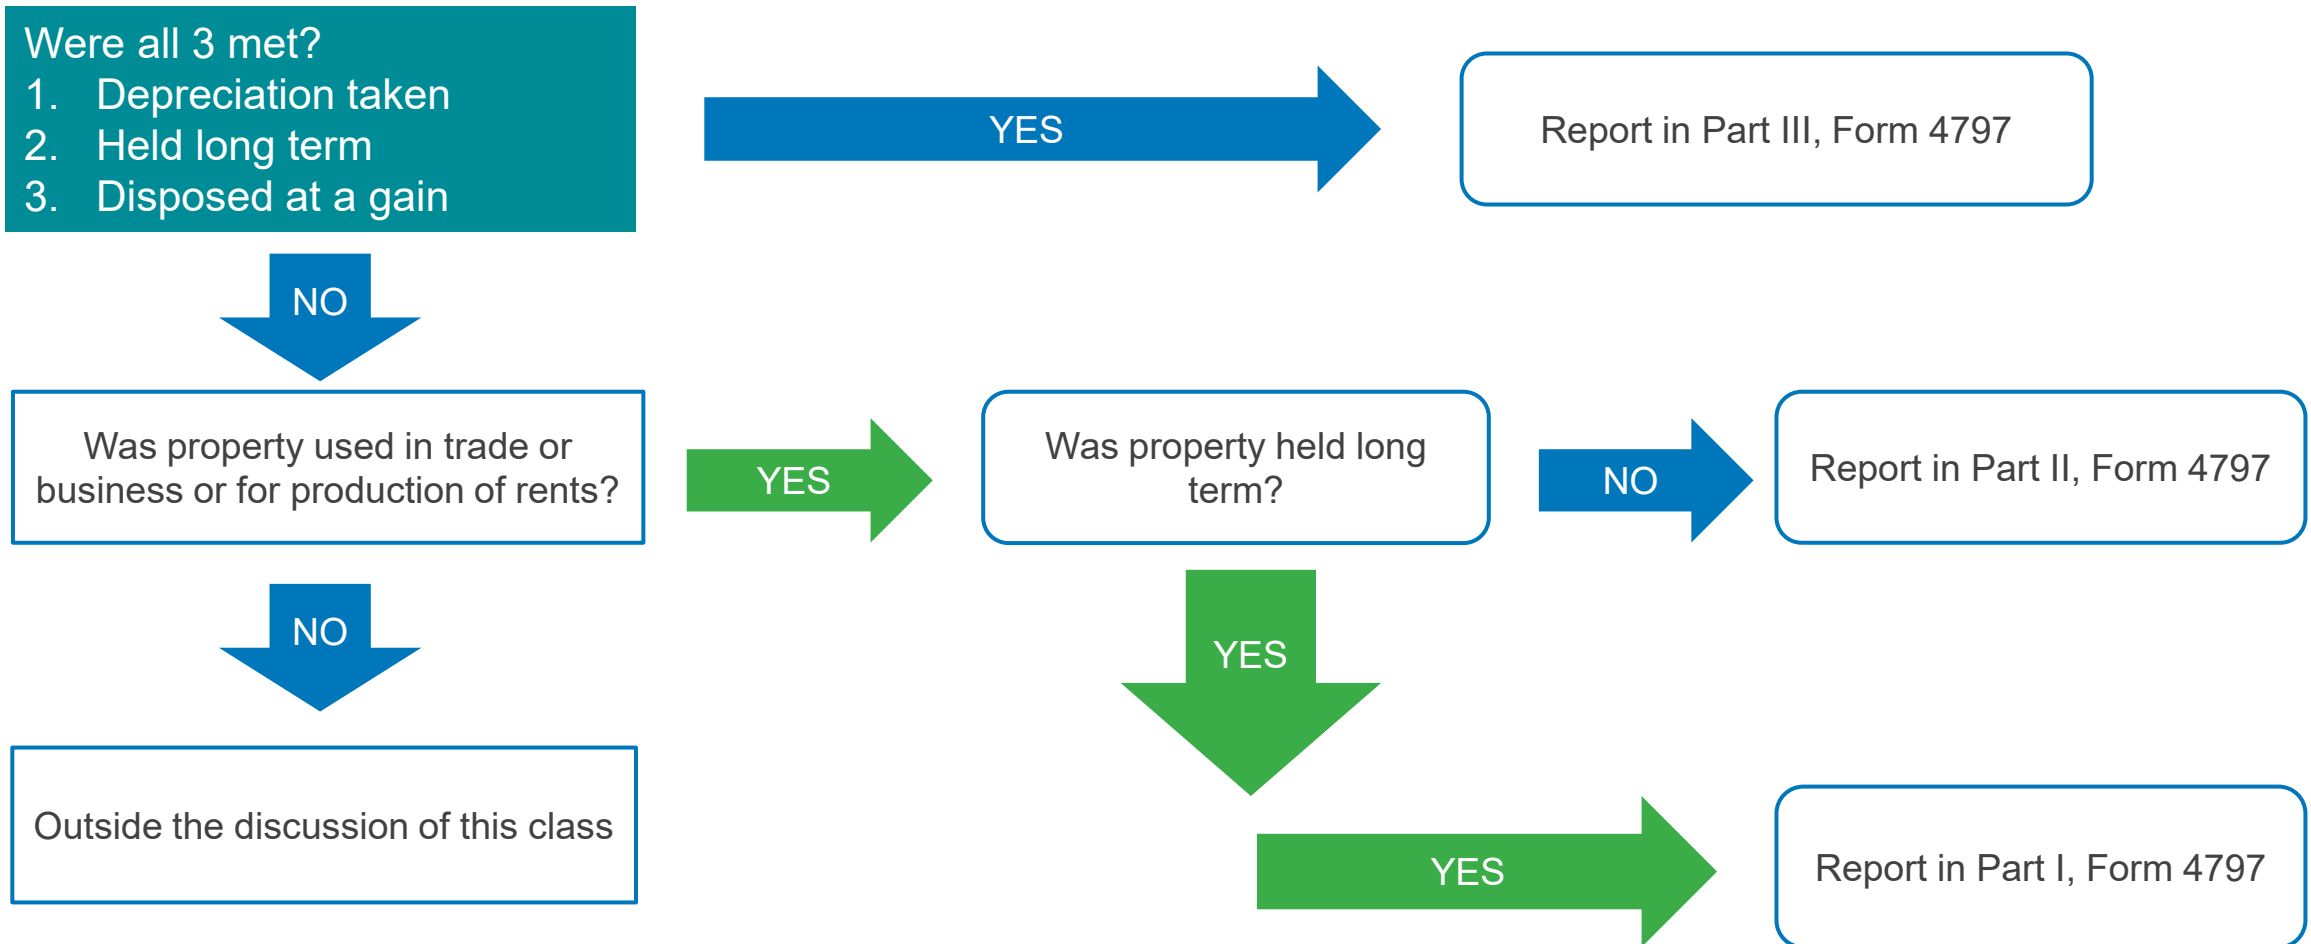 Were all 3 met?
1. Depreciation taken
2. Held long term
3. Disposed at a gain
YES
Report in Part III, Form 4797
NO
Was property used in trade or
business or for production of rents?
YES
Was property held long
term?
NO
Report in Part II, Form 4797
NO
YES
Outside the discussion of this class
YES
Report in Part I, Form 4797